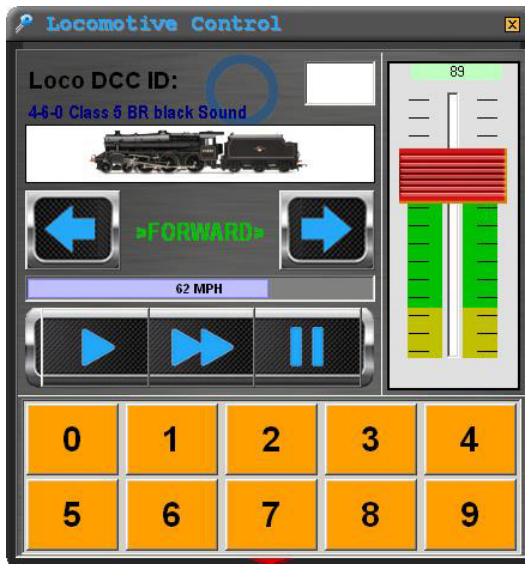 Locomotive Control
Loco DCC ID:
89
4-6-0 Class 5 BR black Sound
»FORWARD»
62 MPH
0 1 2 3 4
5 6 7 8 9